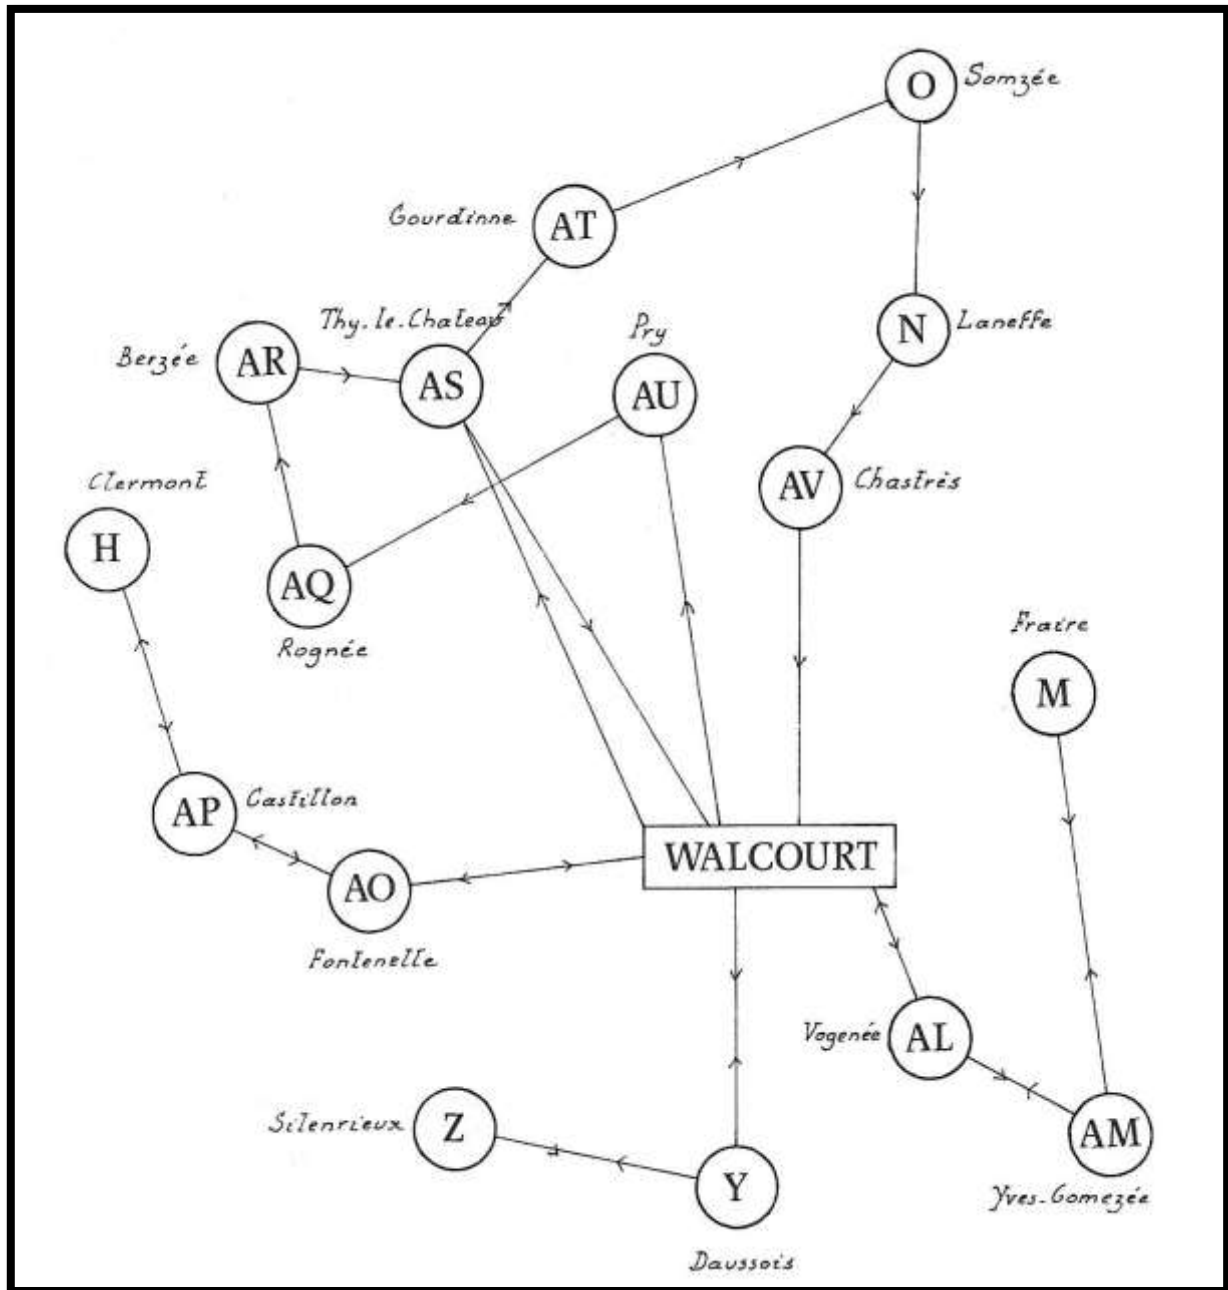 O Somzée
Gourdinne AT
Thy-le-Chateau
Pry
N Laneffe
Berzée AR
AS
AU
Clermont
AV Chastrès
H
AQ
Rognée
Fraire
M
AP Castillon
WALCOURT
AO
Fontenelle
Vogenée AL
Silenrieux Z
AM
Y
Yves-Gomezée
Daussois